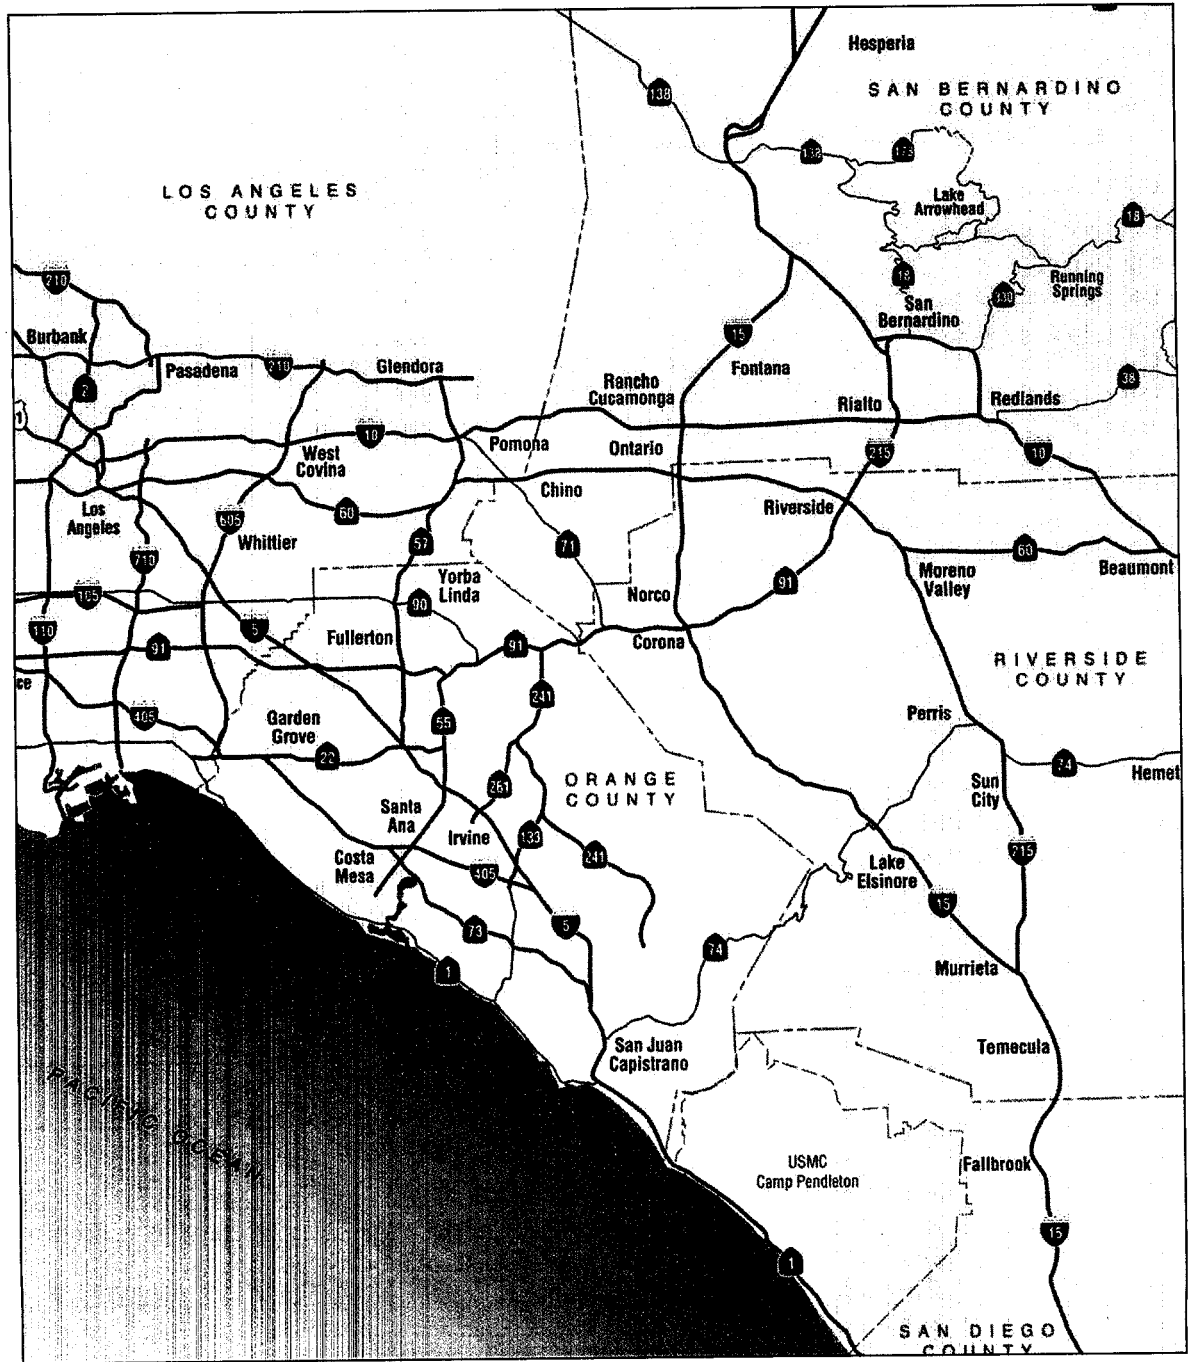 Hesperia
SAN BERNARDINO
COUNTY
138
138
173
LOS ANGELES
COUNTY
Lake
Arrowhead
18
210
18
Running
Springs
330
San
Bernardino
Burbank
15
Pasadena
210
Glendora
Fontana
2
Rancho
Cucamonga
38
Rialto
Redlands
1
10
Pomona
Ontario
West
Covina
215
10
Chino
Los
Angeles
60
Riverside
605
Whittier
57
71
60
710
Moreno
Valley
Beaumont
Yorba
Linda
91
105
90
Norco
110
5
Fullerton
91
91
Corona
RIVERSIDE
COUNTY
ce
241
405
Garden
Grove
55
Perris
22
74
Hemet
ORANGE
COUNTY
261
Sun
City
Santa
Ana
Irvine
133
241
215
Costa
Mesa
405
Lake
Elsinore
15
73
5
74
1
Murrieta
San Juan
Capistrano
Temecula
PACIFIC OCEAN
USMC
Camp Pendleton
Fallbrook
15
1
SAN DIEGO
COUNTY